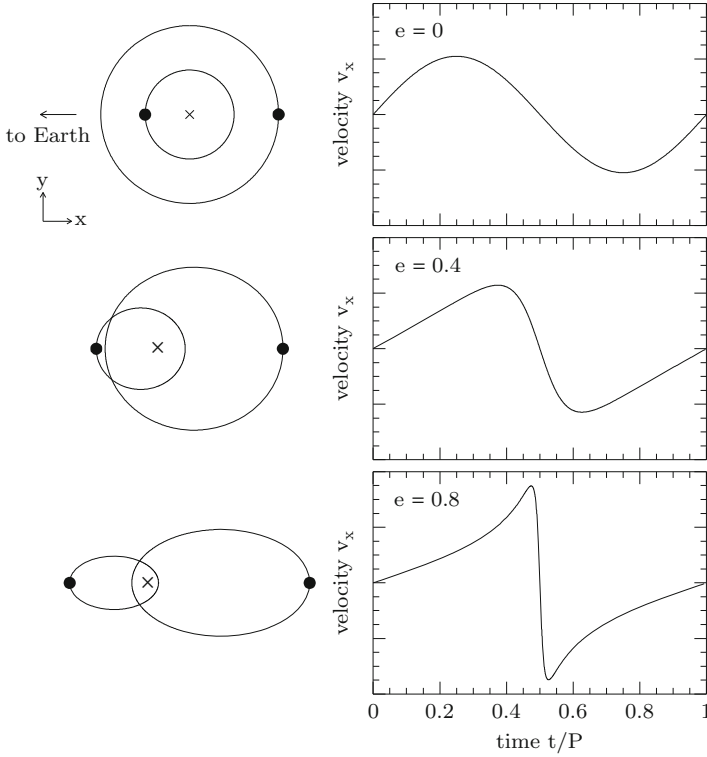 e = 0
velocity v_x
to Earth
y
x
e = 0.4
velocity v_x
e = 0.8
velocity v_x
0 0.2 0.4 0.6 0.8 1
time t/P